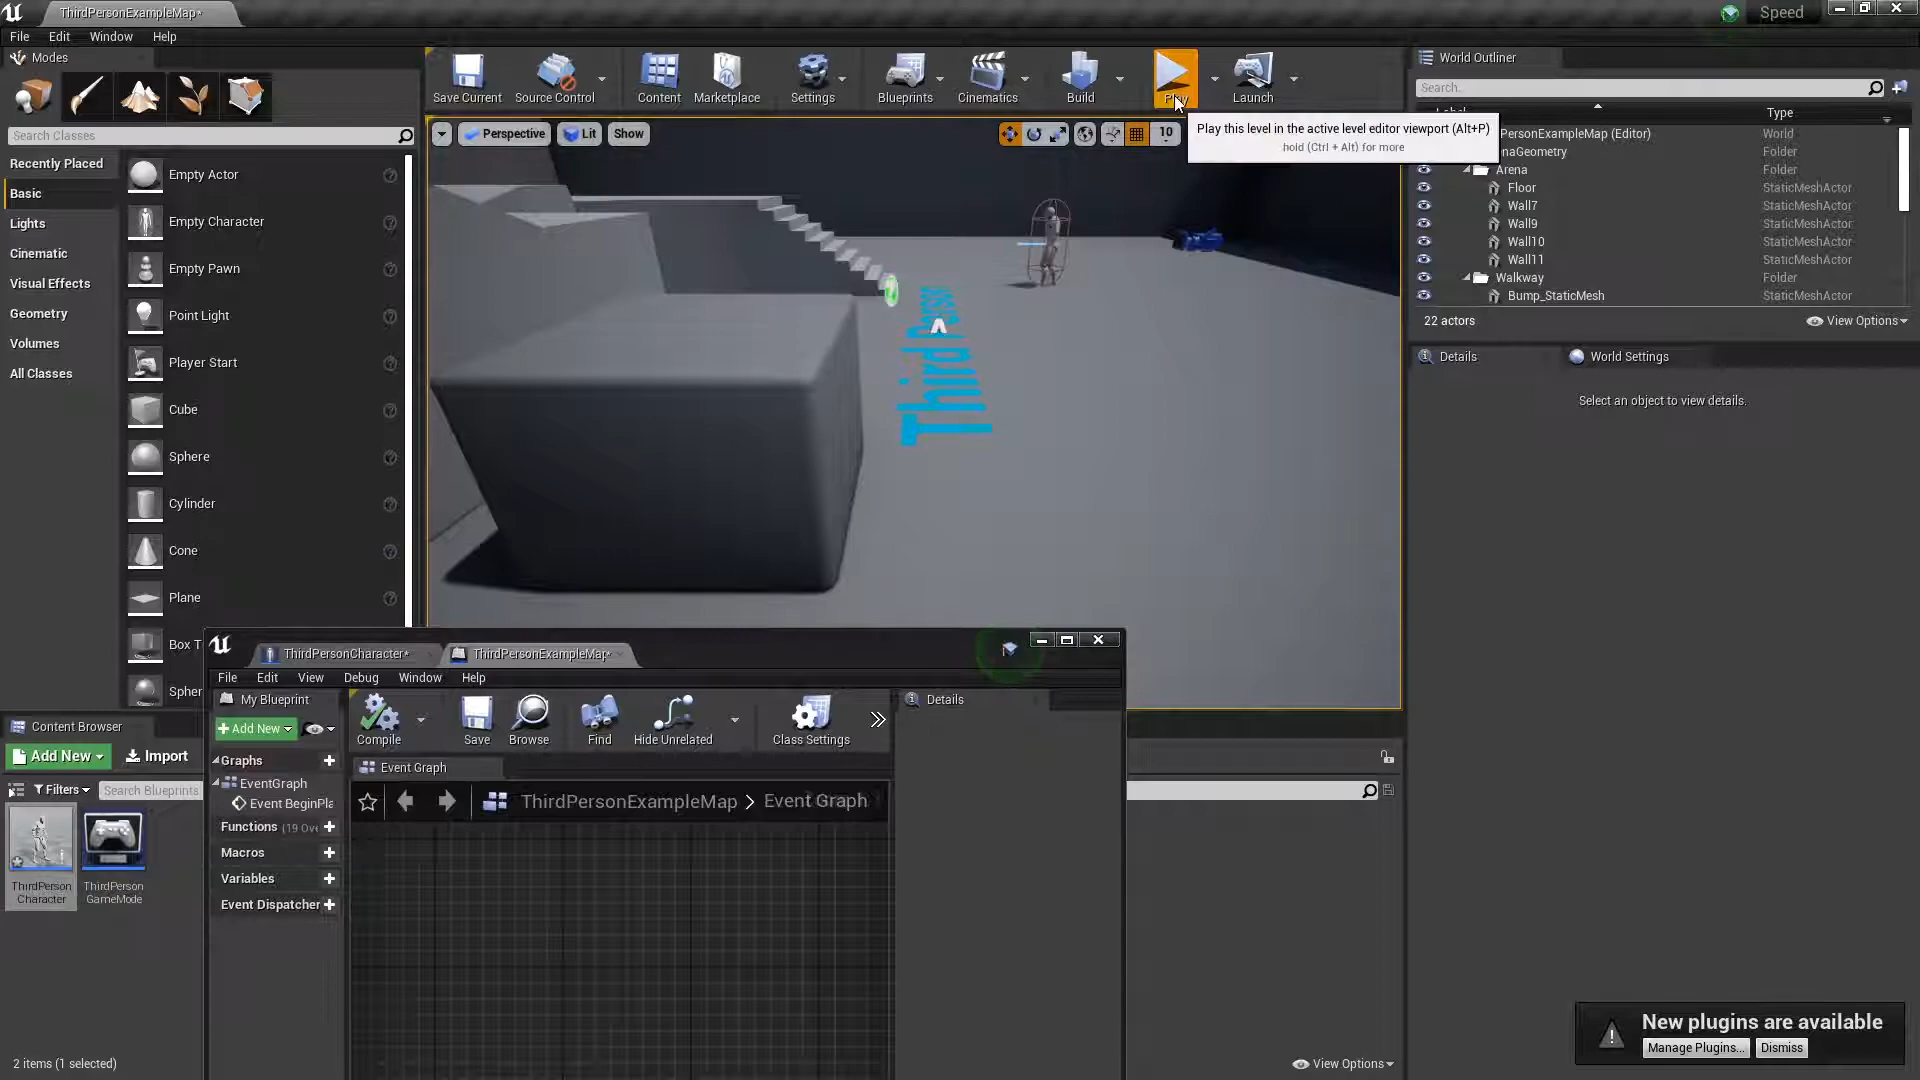 ThirdPersonExampleMap*
Speed
File Edit Window Help
Modes
Save Current
Source Control
Content
Marketplace
Settings
Blueprints
Cinematics
Build
Play
Launch
World Outliner
Search Classes
Search...
Recently Placed
Basic
Lights
Cinematic
Visual Effects
Geometry
Volumes
All Classes
Empty Actor
Empty Character
Empty Pawn
Point Light
Player Start
Cube
Sphere
Cylinder
Cone
Plane
Box T
Spher
Perspective
Lit
Show
10
Play this level in the active level editor viewport (Alt+P)
hold (Ctrl + Alt) for more
Label
Type
PersonExampleMap (Editor) World
naGeometry Folder
Arena Folder
Floor StaticMeshActor
Wall7 StaticMeshActor
Wall9 StaticMeshActor
Wall10 StaticMeshActor
Wall11 StaticMeshActor
Walkway Folder
Bump_StaticMesh StaticMeshActor
22 actors
View Options
Details
World Settings
Select an object to view details.
Third Person
ThirdPersonCharacter*
ThirdPersonExampleMap*
File Edit View Debug Window Help
My Blueprint
Add New
Compile
Save
Browse
Find
Hide Unrelated
Class Settings
Details
Graphs
EventGraph
Event BeginPla
Functions (19 Ove
Macros
Variables
Event Dispatcher
Event Graph
ThirdPersonExampleMap > Event Graph
Content Browser
Add New
Import
Filters
Search Blueprints
ThirdPerson
Character
ThirdPerson
GameMode
2 items (1 selected)
View Options
New plugins are available
Manage Plugins...
Dismiss